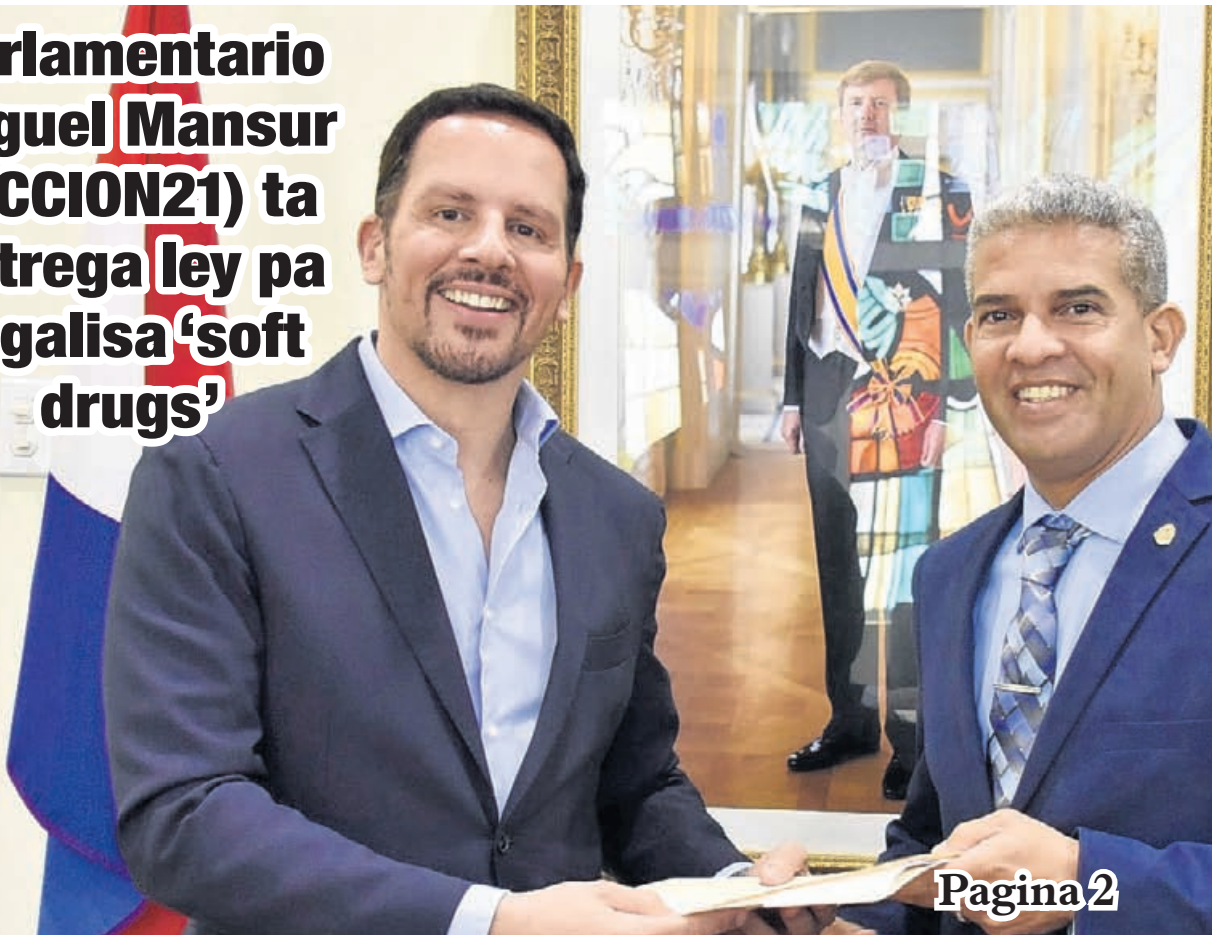 rlamentario
guel Mansur
CCION21) ta
trega ley pa
galisa ‘soft
drugs’
Pagina 2